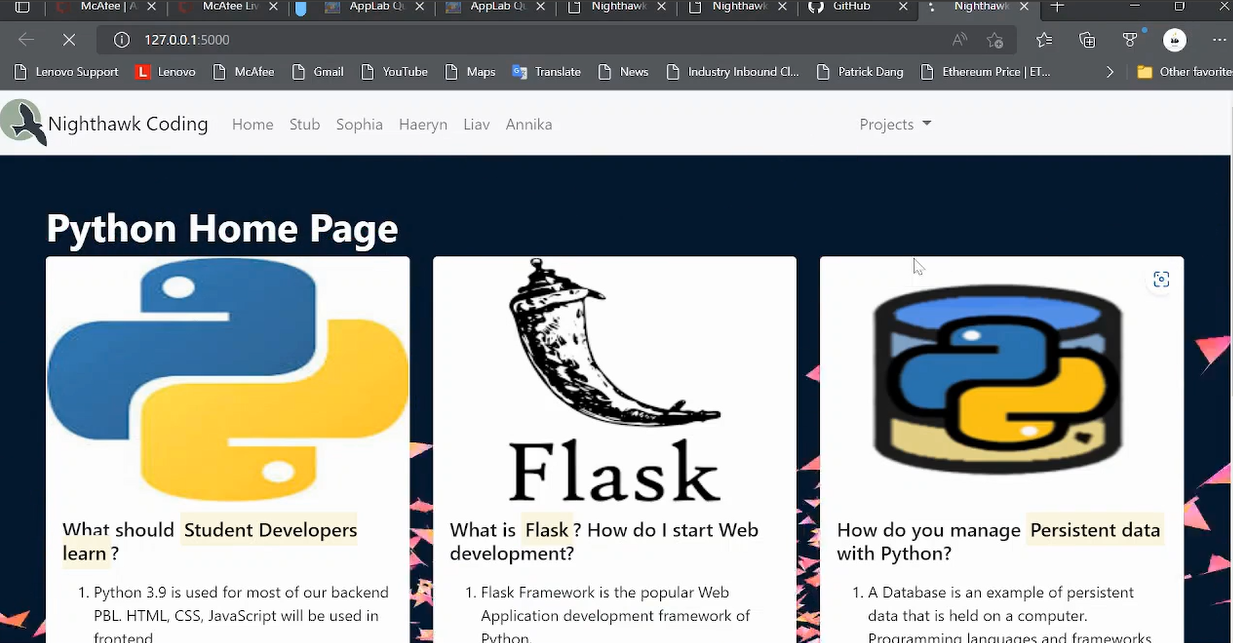 McAfee | A
McAfee Liv
AppLab Qu
AppLab Qu
Nighthawk
Nighthawk
GitHub
Nighthawk
127.0.0.1:5000
Lenovo Support
L Lenovo
McAfee
Gmail
YouTube
Maps
Translate
News
Industry Inbound Cl...
Patrick Dang
Ethereum Price | ET...
Other favorite
Nighthawk Coding
Home
Stub
Sophia
Haeryn
Liav
Annika
Projects
Python Home Page
Flask
What should Student Developers
learn ?
1. Python 3.9 is used for most of our backend
PBL. HTML, CSS, JavaScript will be used in
frontend
What is Flask ? How do I start Web
development?
1. Flask Framework is the popular Web
Application development framework of
Python.
How do you manage Persistent data
with Python?
1. A Database is an example of persistent
data that is held on a computer.
Programming languages and frameworks